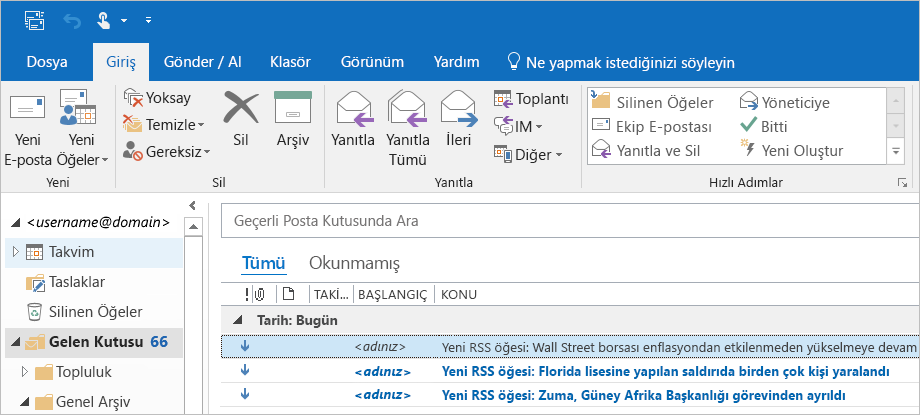 Dosya Giriş Gönder / Al Klasör Görünüm Yardım Ne yapmak istediğinizi söyleyin
Yeni E-posta
Yeni Öğeler
Yeni
Yoksay
Temizle
Gereksiz
Sil
Arşiv
Sil
Yanıtla
Yanıtla Tümü
İleri
Toplantı
IM
Diğer
Yanıtla
Silinen Öğeler
Ekip E-postası
Yanıtla ve Sil
Yöneticiye
Bitti
Yeni Oluştur
Hızlı Adımlar
<username@domain>
Takvim
Taslaklar
Silinen Öğeler
Gelen Kutusu 66
Topluluk
Genel Arşiv
Geçerli Posta Kutusunda Ara
Tümü Okunmamış
! TAKİ... BAŞLANGIÇ KONU
Tarih: Bugün
<adınız> Yeni RSS öğesi: Wall Street borsası enflasyondan etkilenmeden yükselmeye devam
<adınız> Yeni RSS öğesi: Florida lisesine yapılan saldırıda birden çok kişi yaralandı
<adınız> Yeni RSS öğesi: Zuma, Güney Afrika Başkanlığı görevinden ayrıldı